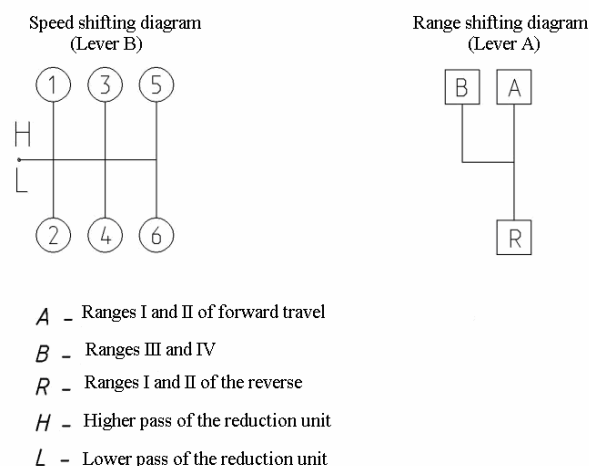 Speed shifting diagram
(Lever B)
Range shifting diagram
(Lever A)
1 3 5
B A
H
L
2 4 6
R
A – Ranges I and II of forward travel
B – Ranges III and IV
R – Ranges I and II of the reverse
H – Higher pass of the reduction unit
L – Lower pass of the reduction unit